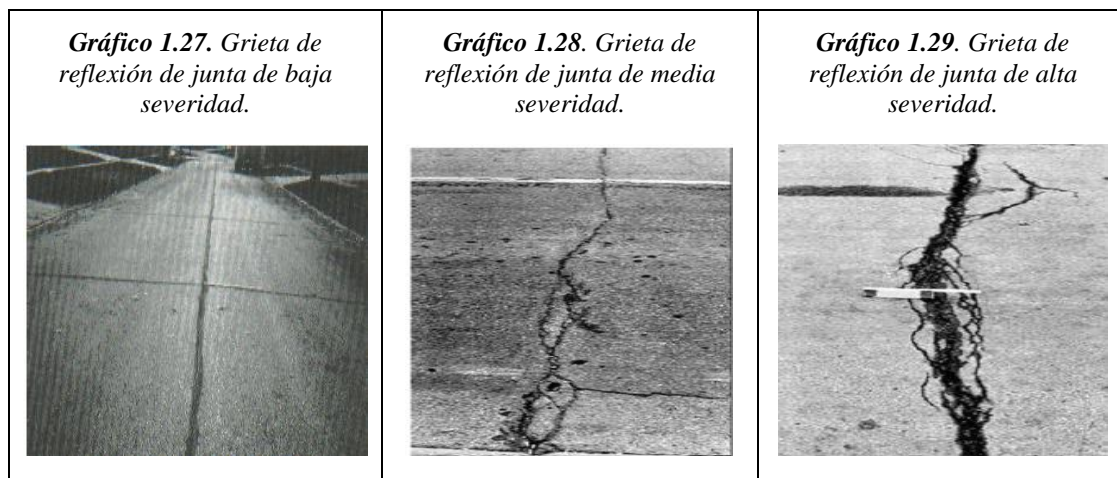 Gráfico 1.27. Grieta de
reflexión de junta de baja
severidad.
Gráfico 1.28. Grieta de
reflexión de junta de media
severidad.
Gráfico 1.29. Grieta de
reflexión de junta de alta
severidad.